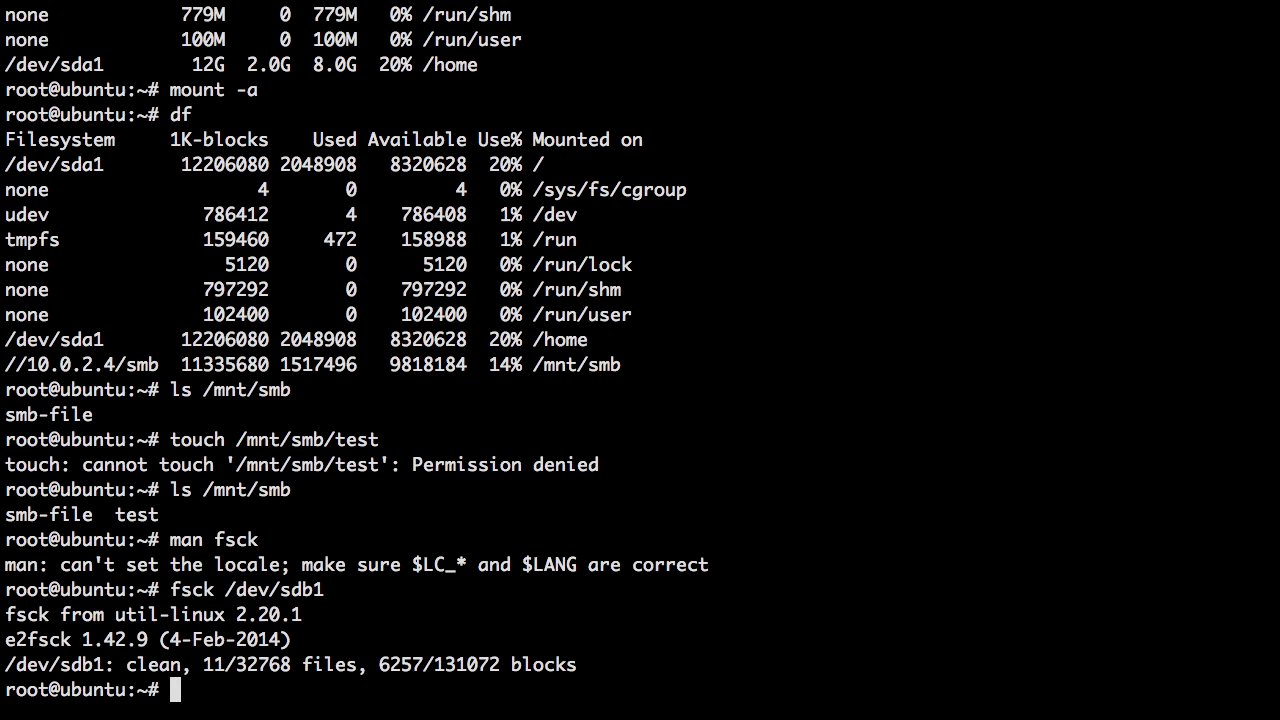 none            779M     0  779M   0% /run/shm
none            100M     0  100M   0% /run/user
/dev/sda1        12G  2.0G  8.0G  20% /home
root@ubuntu:~# mount -a
root@ubuntu:~# df
Filesystem     1K-blocks    Used Available Use% Mounted on
/dev/sda1       12206080 2048908   8320628  20% /
none                   4       0         4   0% /sys/fs/cgroup
udev              786412       4    786408   1% /dev
tmpfs             159460     472    158988   1% /run
none                5120       0      5120   0% /run/lock
none              797292       0    797292   0% /run/shm
none              102400       0    102400   0% /run/user
/dev/sda1       12206080 2048908   8320628  20% /home
//10.0.2.4/smb  11335680 1517496   9818184  14% /mnt/smb
root@ubuntu:~# ls /mnt/smb
smb-file
root@ubuntu:~# touch /mnt/smb/test
touch: cannot touch '/mnt/smb/test': Permission denied
root@ubuntu:~# ls /mnt/smb
smb-file  test
root@ubuntu:~# man fsck
man: can't set the locale; make sure $LC_* and $LANG are correct
root@ubuntu:~# fsck /dev/sdb1
fsck from util-linux 2.20.1
e2fsck 1.42.9 (4-Feb-2014)
/dev/sdb1: clean, 11/32768 files, 6257/131072 blocks
root@ubuntu:~#